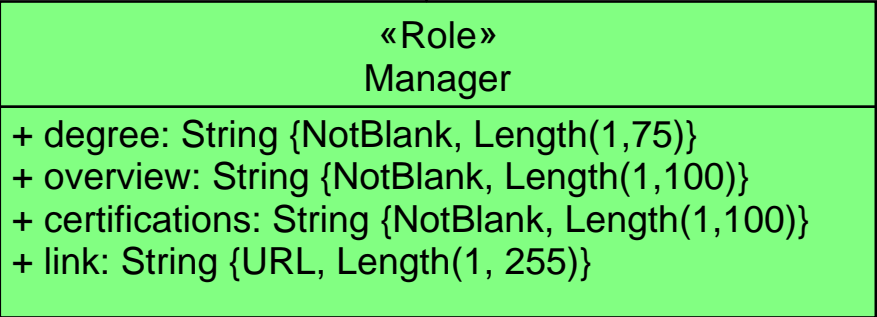 «Role»
Manager
+ degree: String {NotBlank, Length(1,75)}
+ overview: String {NotBlank, Length(1,100)}
+ certifications: String {NotBlank, Length(1,100)}
+ link: String {URL, Length(1, 255)}